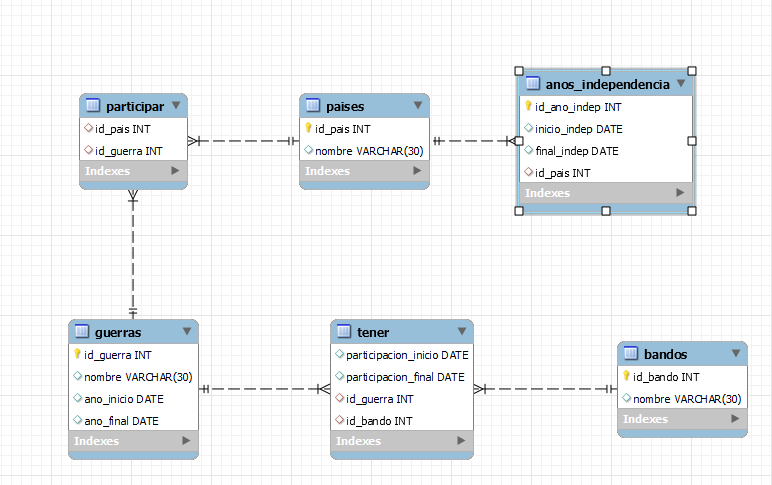 participar
id_pais INT
id_guerra INT
Indexes
paises
id_pais INT
nombre VARCHAR(30)
Indexes
anos_independencia
id_ano_indep INT
inicio_indep DATE
final_indep DATE
id_pais INT
Indexes
guerras
id_guerra INT
nombre VARCHAR(30)
ano_inicio DATE
ano_final DATE
Indexes
tener
participacion_inicio DATE
participacion_final DATE
id_guerra INT
id_bando INT
Indexes
bandos
id_bando INT
nombre VARCHAR(30)
Indexes